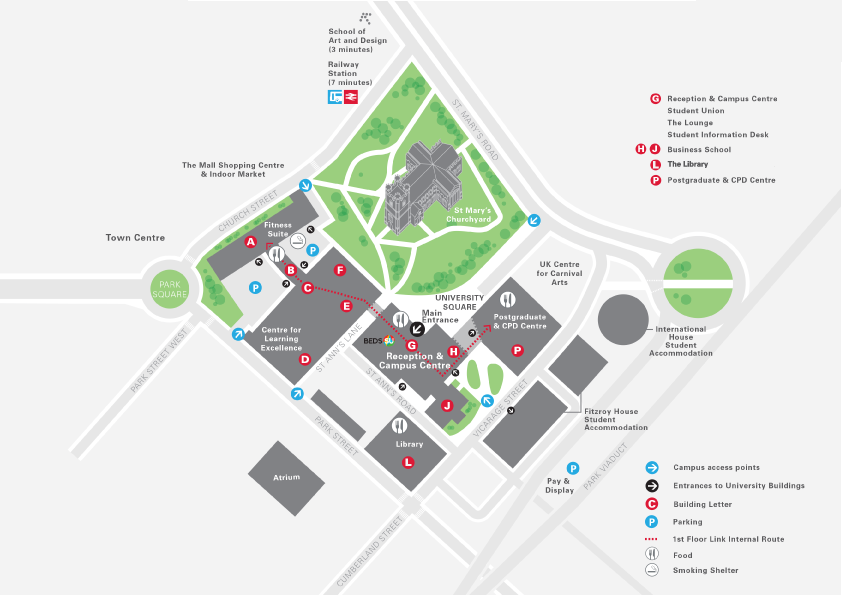 School of
Art and Design
(3 minutes)
Railway
Station
(7 minutes)
ST. MARY'S ROAD
G Reception & Campus Centre
Student Union
The Lounge
Student Information Desk
H J Business School
L The Library
P Postgraduate & CPD Centre
The Mall Shopping Centre
& Indoor Market
CHURCH STREET
Town Centre
St Mary's
Churchyard
Fitness
Suite
A
P
B
F
C
E
P
PARK
SQUARE
UK Centre
for Carnival
Arts
UNIVERSITY
SQUARE
Main
Entrance
Postgraduate
& CPD Centre
P
Centre for
Learning
Excellence
D
ST ANN'S LANE
BEDS
G
H
Reception &
Campus Centre
International
House
Student
Accommodation
PARK STREET WEST
ST ANN'S ROAD
J
VICARAGE STREET
Fitzroy House
Student
Accommodation
PARK STREET
Library
L
Atrium
P
Pay &
Display
PARK VIADUCT
CUMBERLAND STREET
Campus access points
Entrances to University Buildings
C Building Letter
P Parking
1st Floor Link Internal Route
Food
Smoking Shelter